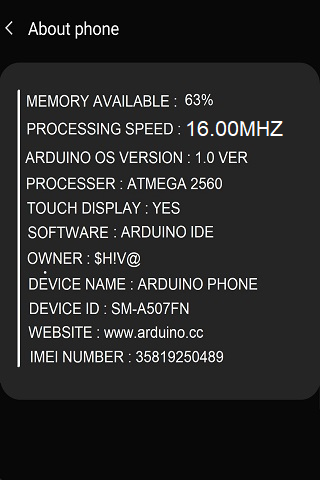 About phone
MEMORY AVAILABLE : 63%
PROCESSING SPEED : 16.00MHZ
ARDUINO OS VERSION : 1.0 VER
PROCESSER : ATMEGA 2560
TOUCH DISPLAY : YES
SOFTWARE : ARDUINO IDE
OWNER : $H!V@
DEVICE NAME : ARDUINO PHONE
DEVICE ID : SM-A507FN
WEBSITE : www.arduino.cc
IMEI NUMBER : 35819250489